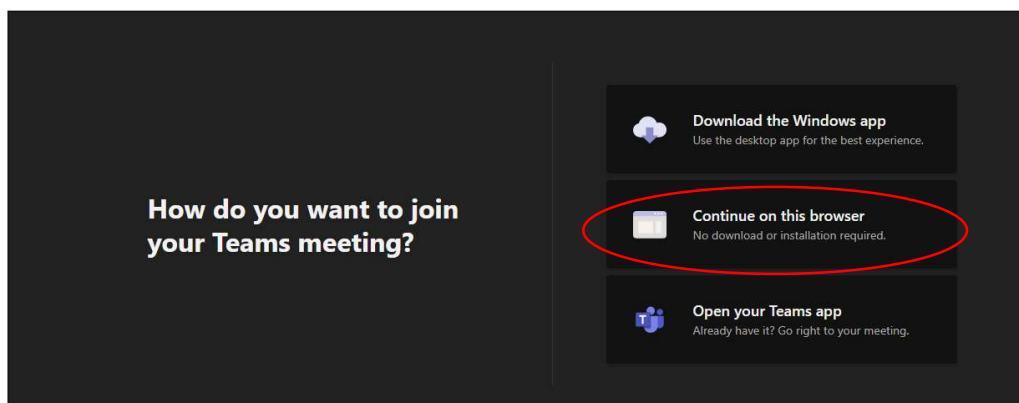 How do you want to join
your Teams meeting?
Download the Windows app
Use the desktop app for the best experience.
Continue on this browser
No download or installation required.
T
Open your Teams app
Already have it? Go right to your meeting.